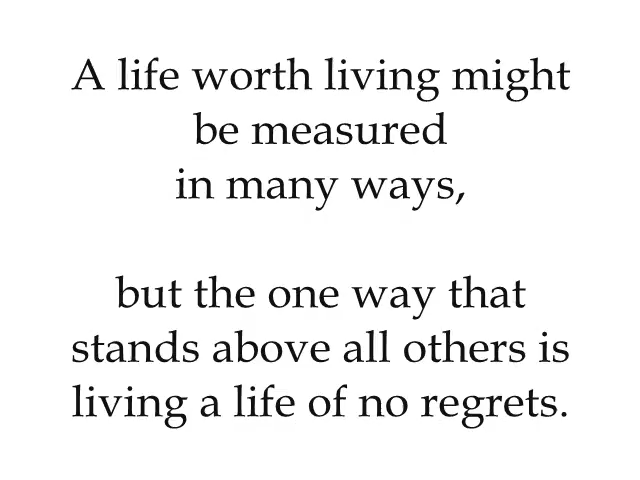 A life worth living might
be measured
in many ways,
but the one way that
stands above all others is
living a life of no regrets.